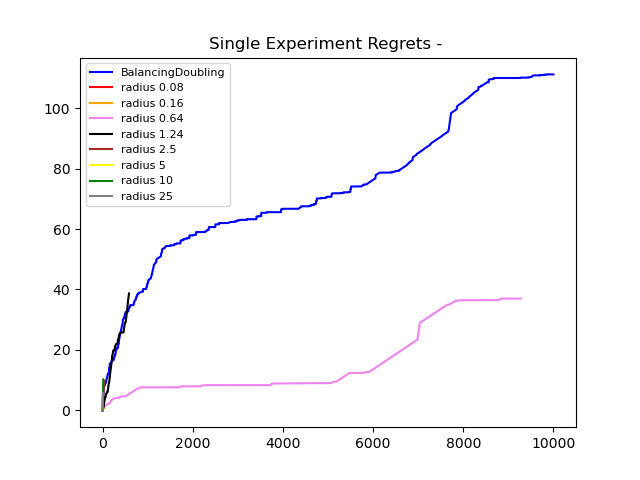 Single Experiment Regrets -
BalancingDoubling
radius 0.08
radius 0.16
radius 0.64
radius 1.24
radius 2.5
radius 5
radius 10
radius 25
100
80
60
40
20
0
0 2000 4000 6000 8000 10000